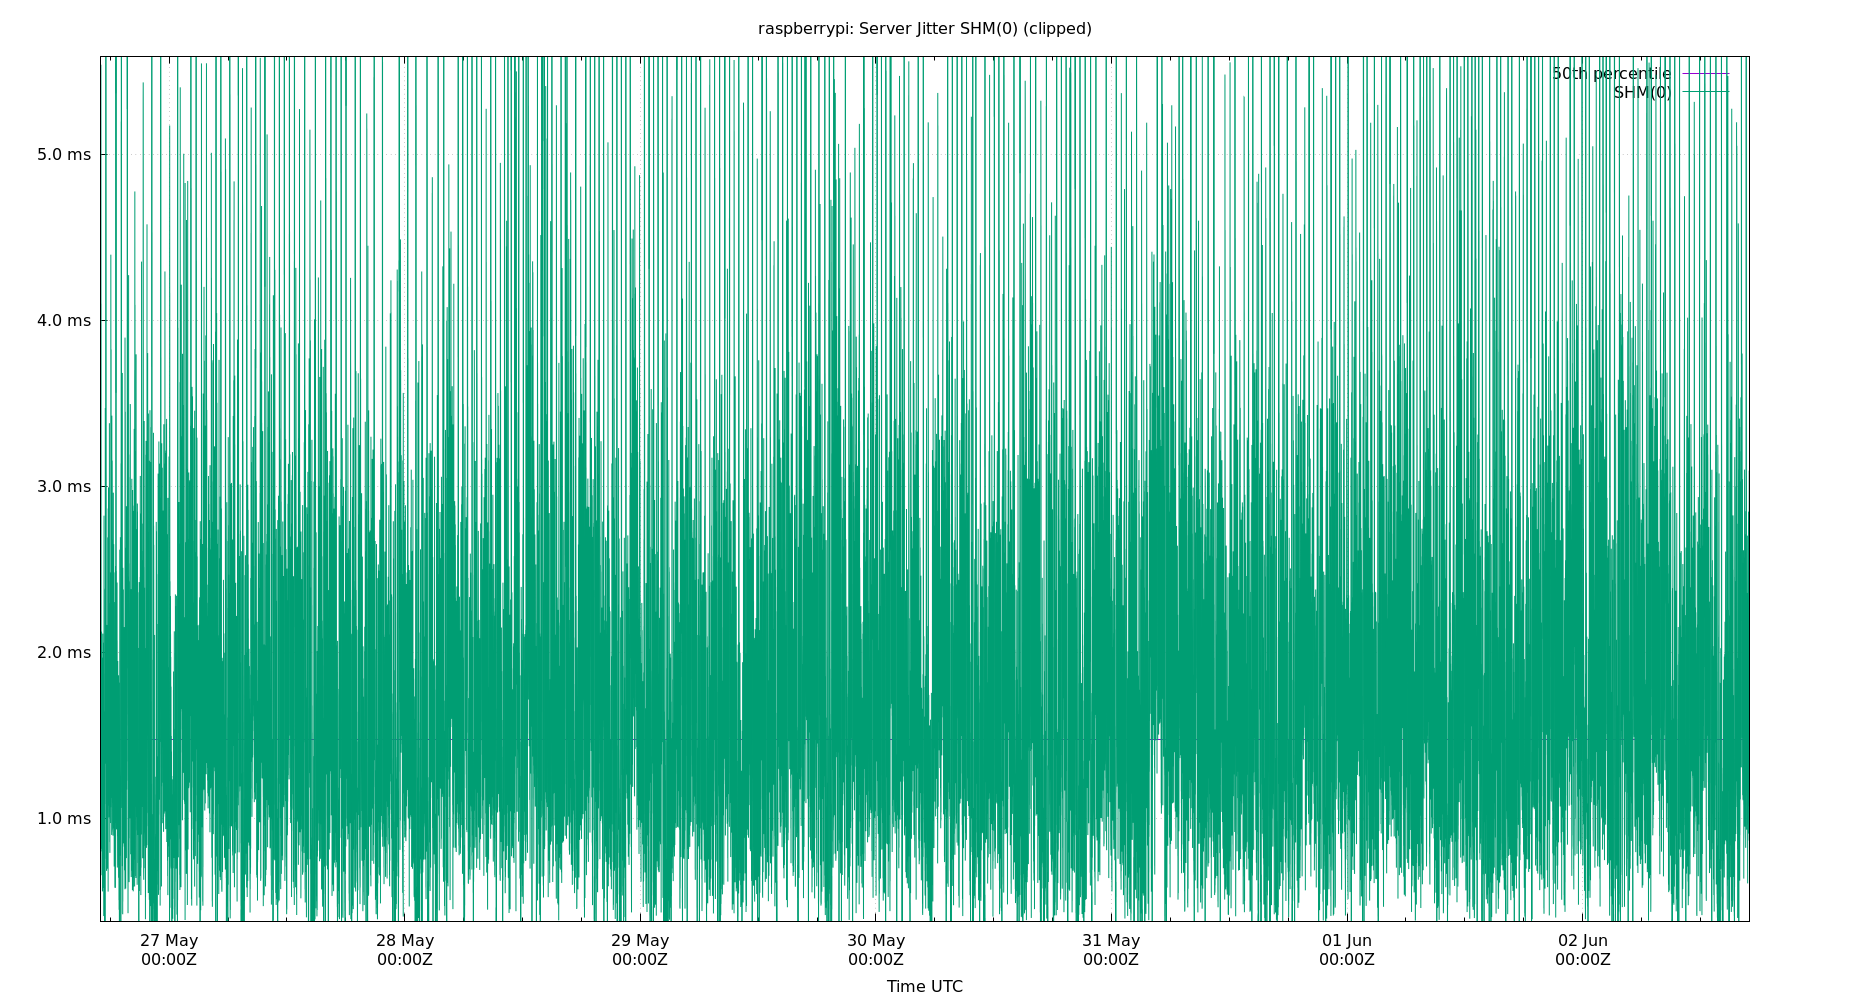 raspberrypi: Server Jitter SHM(0) (clipped)
50th percentile
SHM(0)
5.0 ms
4.0 ms
3.0 ms
2.0 ms
1.0 ms
27 May 28 May 29 May 30 May 31 May 01 Jun 02 Jun
00:00Z 00:00Z 00:00Z 00:00Z 00:00Z 00:00Z 00:00Z
Time UTC